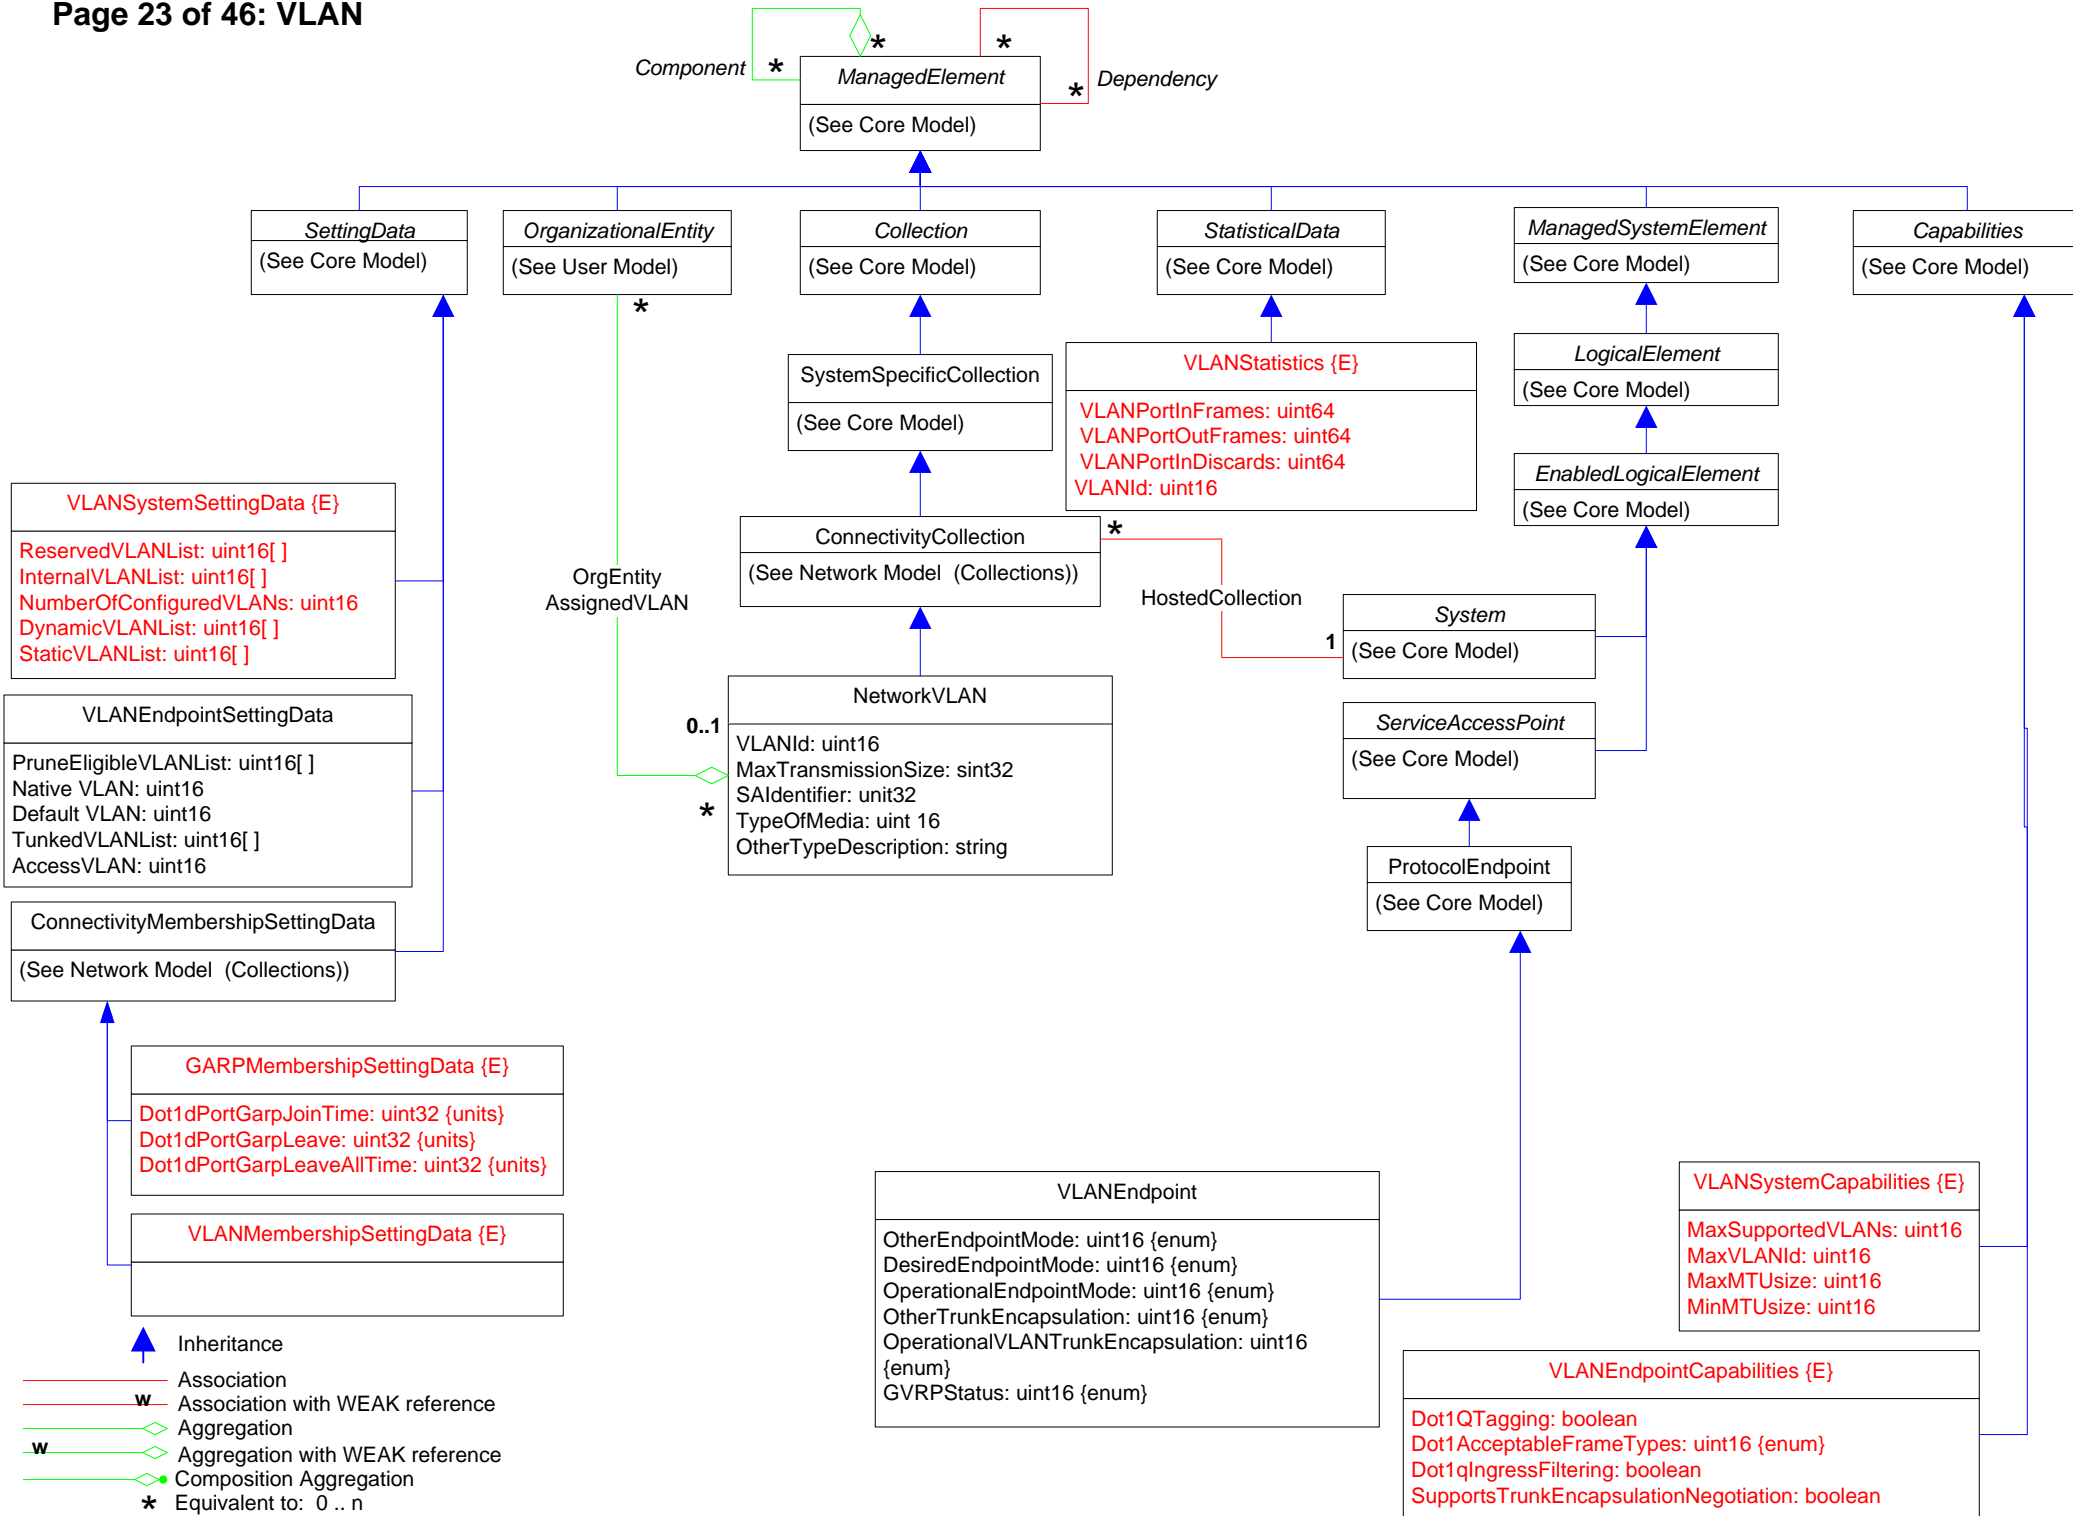 Page 23 of 46: VLAN
Component
*
*
*
*
Dependency
ManagedElement
(See Core Model)
SettingData
(See Core Model)
OrganizationalEntity
(See User Model)
*
Collection
(See Core Model)
StatisticalData
(See Core Model)
ManagedSystemElement
(See Core Model)
Capabilities
(See Core Model)
SystemSpecificCollection
(See Core Model)
VLANStatistics {E}
VLANPortInFrames: uint64
VLANPortOutFrames: uint64
VLANPortInDiscards: uint64
VLANId: uint16
LogicalElement
(See Core Model)
EnabledLogicalElement
(See Core Model)
VLANSystemSettingData {E}
ReservedVLANList: uint16[ ]
InternalVLANList: uint16[ ]
NumberOfConfiguredVLANs: uint16
DynamicVLANList: uint16[ ]
StaticVLANList: uint16[ ]
OrgEntity
AssignedVLAN
ConnectivityCollection
(See Network Model (Collections))
*
HostedCollection
1
System
(See Core Model)
VLANEndpointSettingData
PruneEligibleVLANList: uint16[ ]
Native VLAN: uint16
Default VLAN: uint16
TunkedVLANList: uint16[ ]
AccessVLAN: uint16
0..1
*
NetworkVLAN
VLANId: uint16
MaxTransmissionSize: sint32
SAIdentifier: unit32
TypeOfMedia: uint 16
OtherTypeDescription: string
ServiceAccessPoint
(See Core Model)
ProtocolEndpoint
(See Core Model)
ConnectivityMembershipSettingData
(See Network Model (Collections))
GARPMembershipSettingData {E}
Dot1dPortGarpJoinTime: uint32 {units}
Dot1dPortGarpLeave: uint32 {units}
Dot1dPortGarpLeaveAllTime: uint32 {units}
VLANMembershipSettingData {E}
VLANEndpoint
OtherEndpointMode: uint16 {enum}
DesiredEndpointMode: uint16 {enum}
OperationalEndpointMode: uint16 {enum}
OtherTrunkEncapsulation: uint16 {enum}
OperationalVLANTrunkEncapsulation: uint16
{enum}
GVRPStatus: uint16 {enum}
VLANSystemCapabilities {E}
MaxSupportedVLANs: uint16
MaxVLANId: uint16
MaxMTUsize: uint16
MinMTUsize: uint16
VLANEndpointCapabilities {E}
Dot1QTagging: boolean
Dot1AcceptableFrameTypes: uint16 {enum}
Dot1qIngressFiltering: boolean
SupportsTrunkEncapsulationNegotiation: boolean
Inheritance
Association
w Association with WEAK reference
Aggregation
w Aggregation with WEAK reference
Composition Aggregation
* Equivalent to: 0 .. n